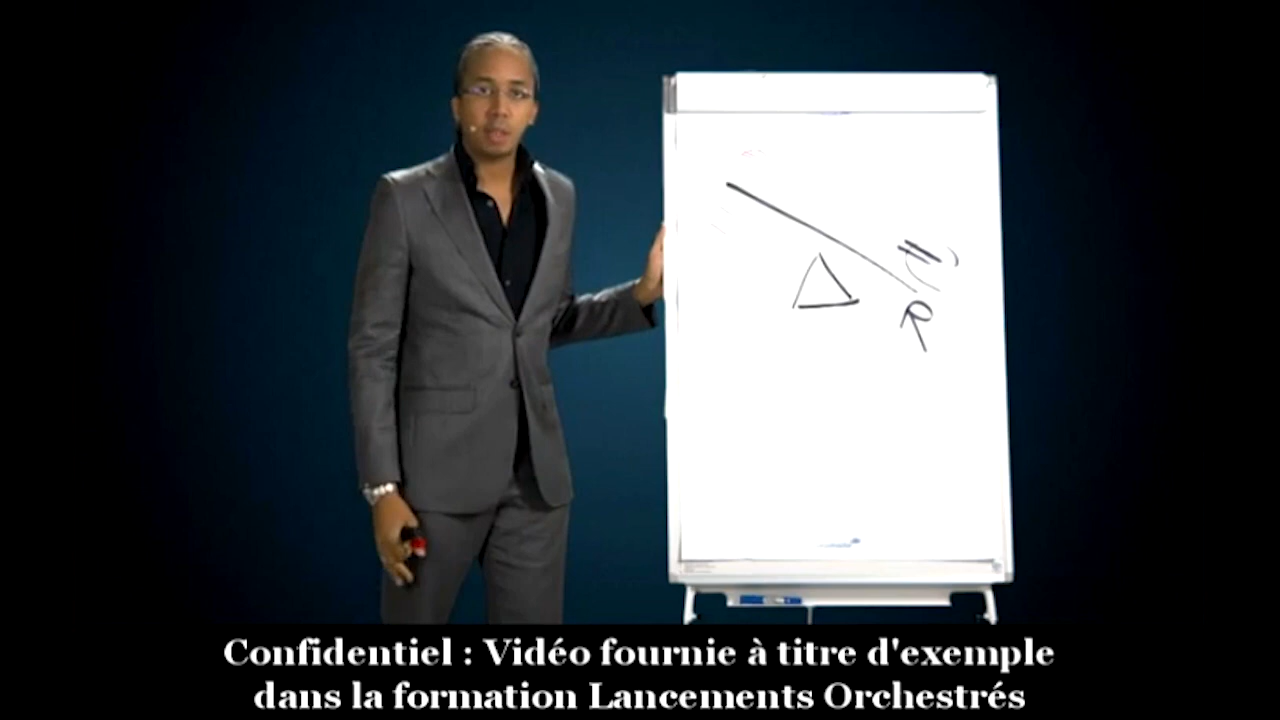 R
Confidentiel : Vidéo fournie à titre d'exemple
dans la formation Lancements Orchestrés